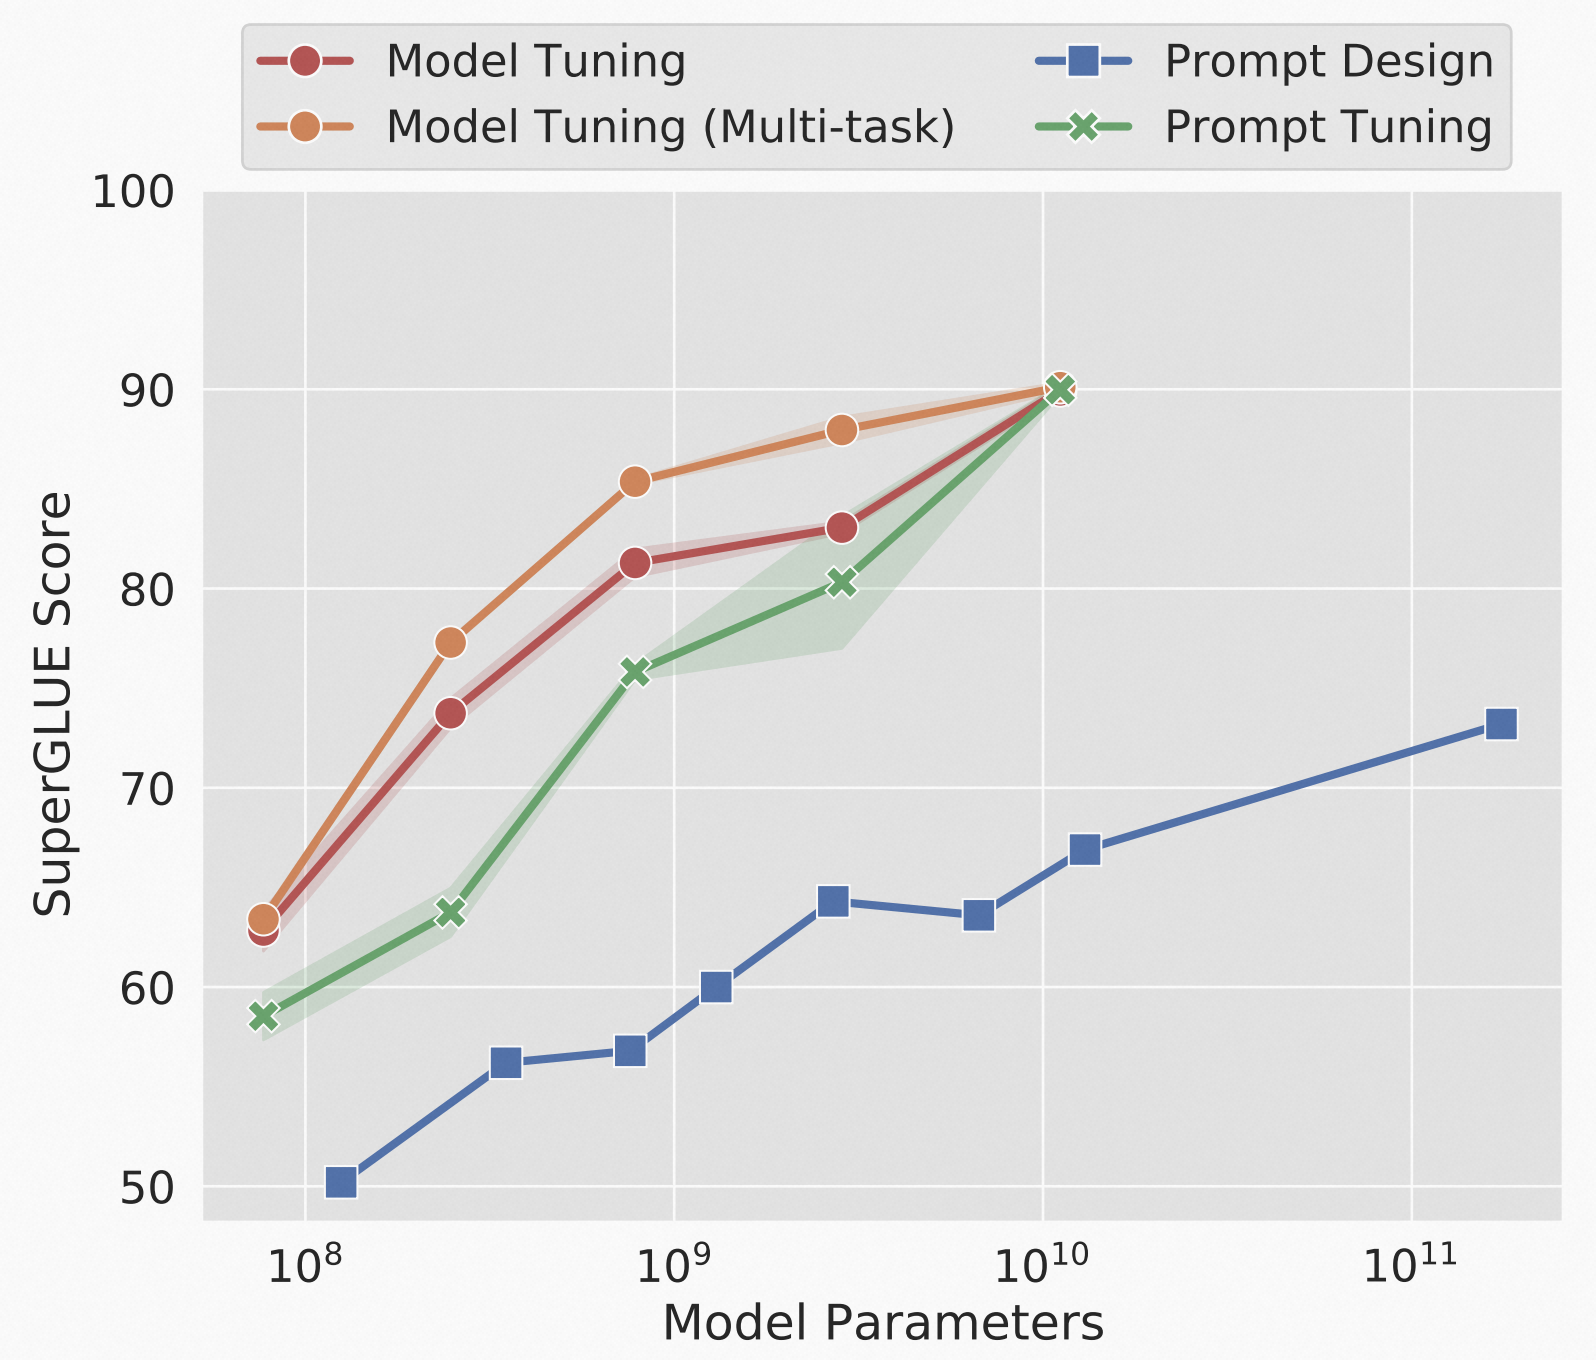 Model Tuning
Model Tuning (Multi-task)
Prompt Design
Prompt Tuning
100
90
80
70
60
50
SuperGLUE Score
10⁸ 10⁹ 10¹⁰ 10¹¹
Model Parameters